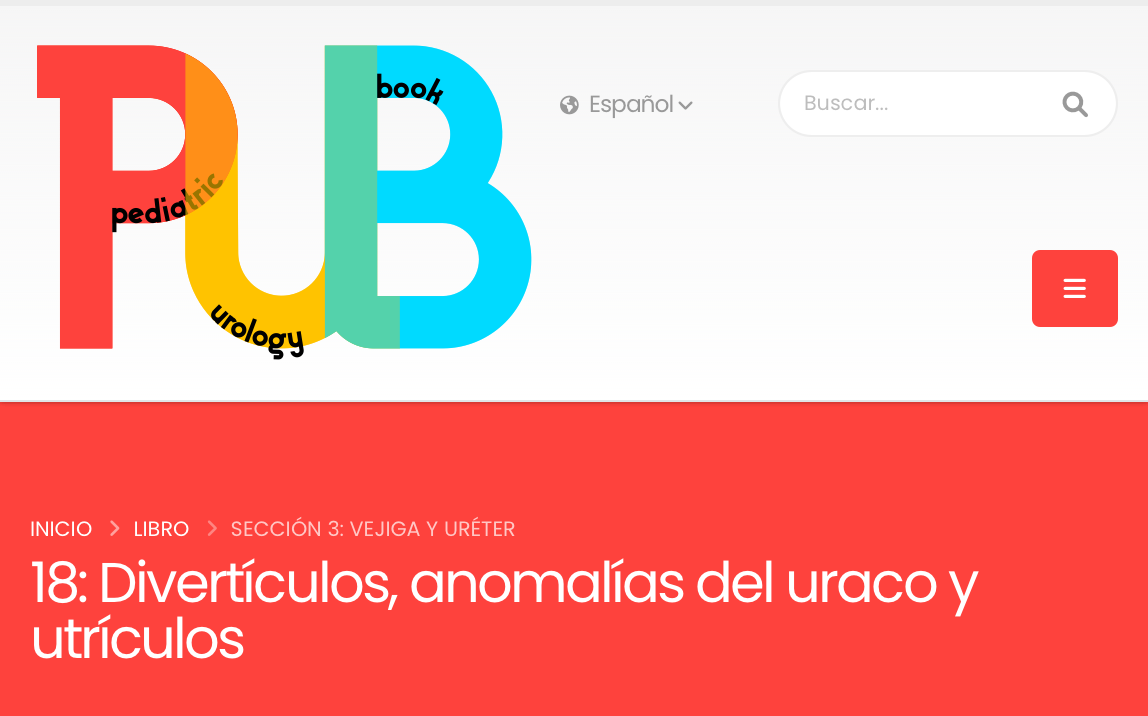 PUB
pediatric
urology
book
Español
Buscar...
INICIO > LIBRO > SECCIÓN 3: VEJIGA Y URÉTER
18: Divertículos, anomalías del uraco y
utrículos